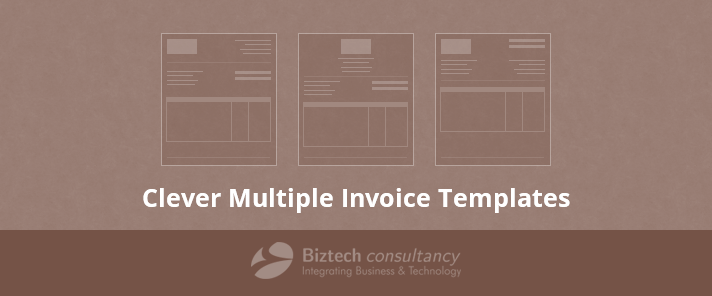 Clever Multiple Invoice Templates
Biztech consultancy
Integrating Business & Technology